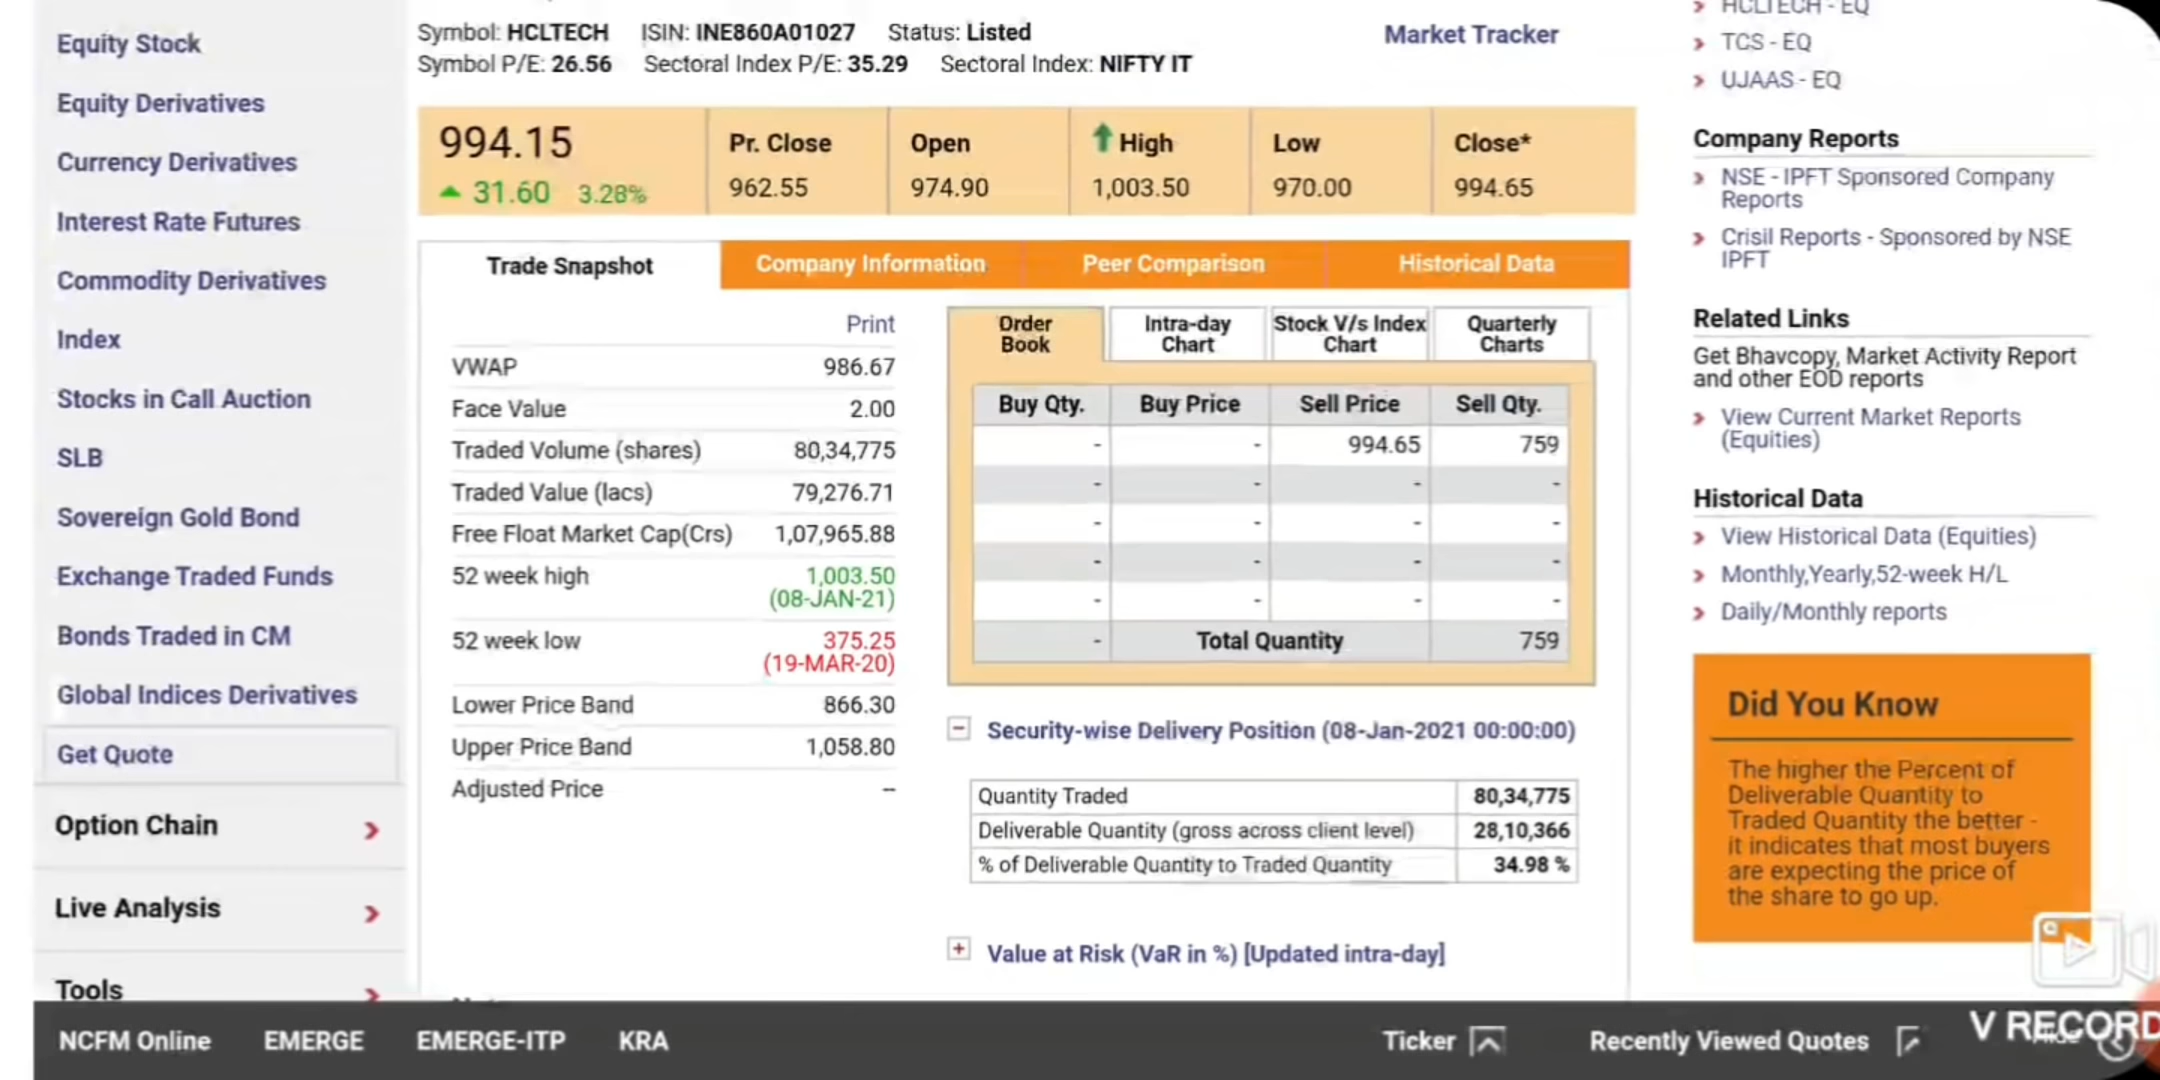 Equity Stock
Equity Derivatives
Currency Derivatives
Interest Rate Futures
Commodity Derivatives
Index
Stocks in Call Auction
SLB
Sovereign Gold Bond
Exchange Traded Funds
Bonds Traded in CM
Global Indices Derivatives
Get Quote
Option Chain
Live Analysis
Tools
Symbol: HCLTECH ISIN: INE860A01027 Status: Listed
Symbol P/E: 26.56 Sectoral Index P/E: 35.29 Sectoral Index: NIFTY IT
Market Tracker
994.15 Pr. Close Open High Low Close*
31.60 3.28% 962.55 974.90 1,003.50 970.00 994.65
Trade Snapshot Company Information Peer Comparison Historical Data
Print
VWAP 986.67
Face Value 2.00
Traded Volume (shares) 80,34,775
Traded Value (lacs) 79,276.71
Free Float Market Cap(Crs) 1,07,965.88
52 week high 1,003.50
(08-JAN-21)
52 week low 375.25
(19-MAR-20)
Lower Price Band 866.30
Upper Price Band 1,058.80
Adjusted Price --
Order Intra-day Stock V/s Index Quarterly
Book Chart Chart Charts
Buy Qty. Buy Price Sell Price Sell Qty.
- - 994.65 759
- - - -
- - - -
- - - -
- - - -
- Total Quantity 759
Security-wise Delivery Position (08-Jan-2021 00:00:00)
Quantity Traded 80,34,775
Deliverable Quantity (gross across client level) 28,10,366
% of Deliverable Quantity to Traded Quantity 34.98 %
Value at Risk (VaR in %) [Updated intra-day]
HCLTECH - EQ
TCS - EQ
UJAAS - EQ
Company Reports
NSE - IPFT Sponsored Company
Reports
Crisil Reports - Sponsored by NSE
IPFT
Related Links
Get Bhavcopy, Market Activity Report
and other EOD reports
View Current Market Reports
(Equities)
Historical Data
View Historical Data (Equities)
Monthly,Yearly,52-week H/L
Daily/Monthly reports
Did You Know
The higher the Percent of
Deliverable Quantity to
Traded Quantity the better -
it indicates that most buyers
are expecting the price of
the share to go up.
NCFM Online EMERGE EMERGE-ITP KRA Ticker Recently Viewed Quotes
V RECORD